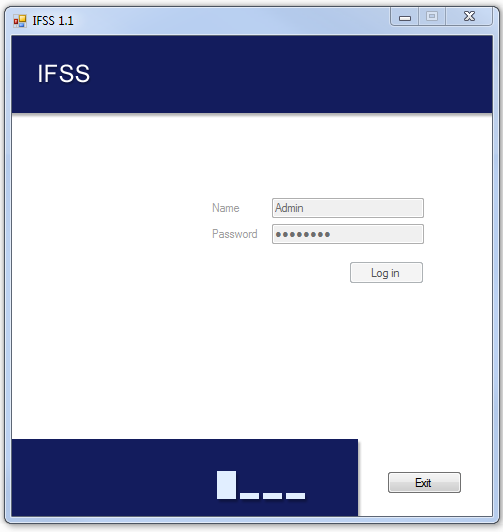 IFSS 1.1
IFSS
Name Admin
Password ●●●●●●●●
Log in
Exit